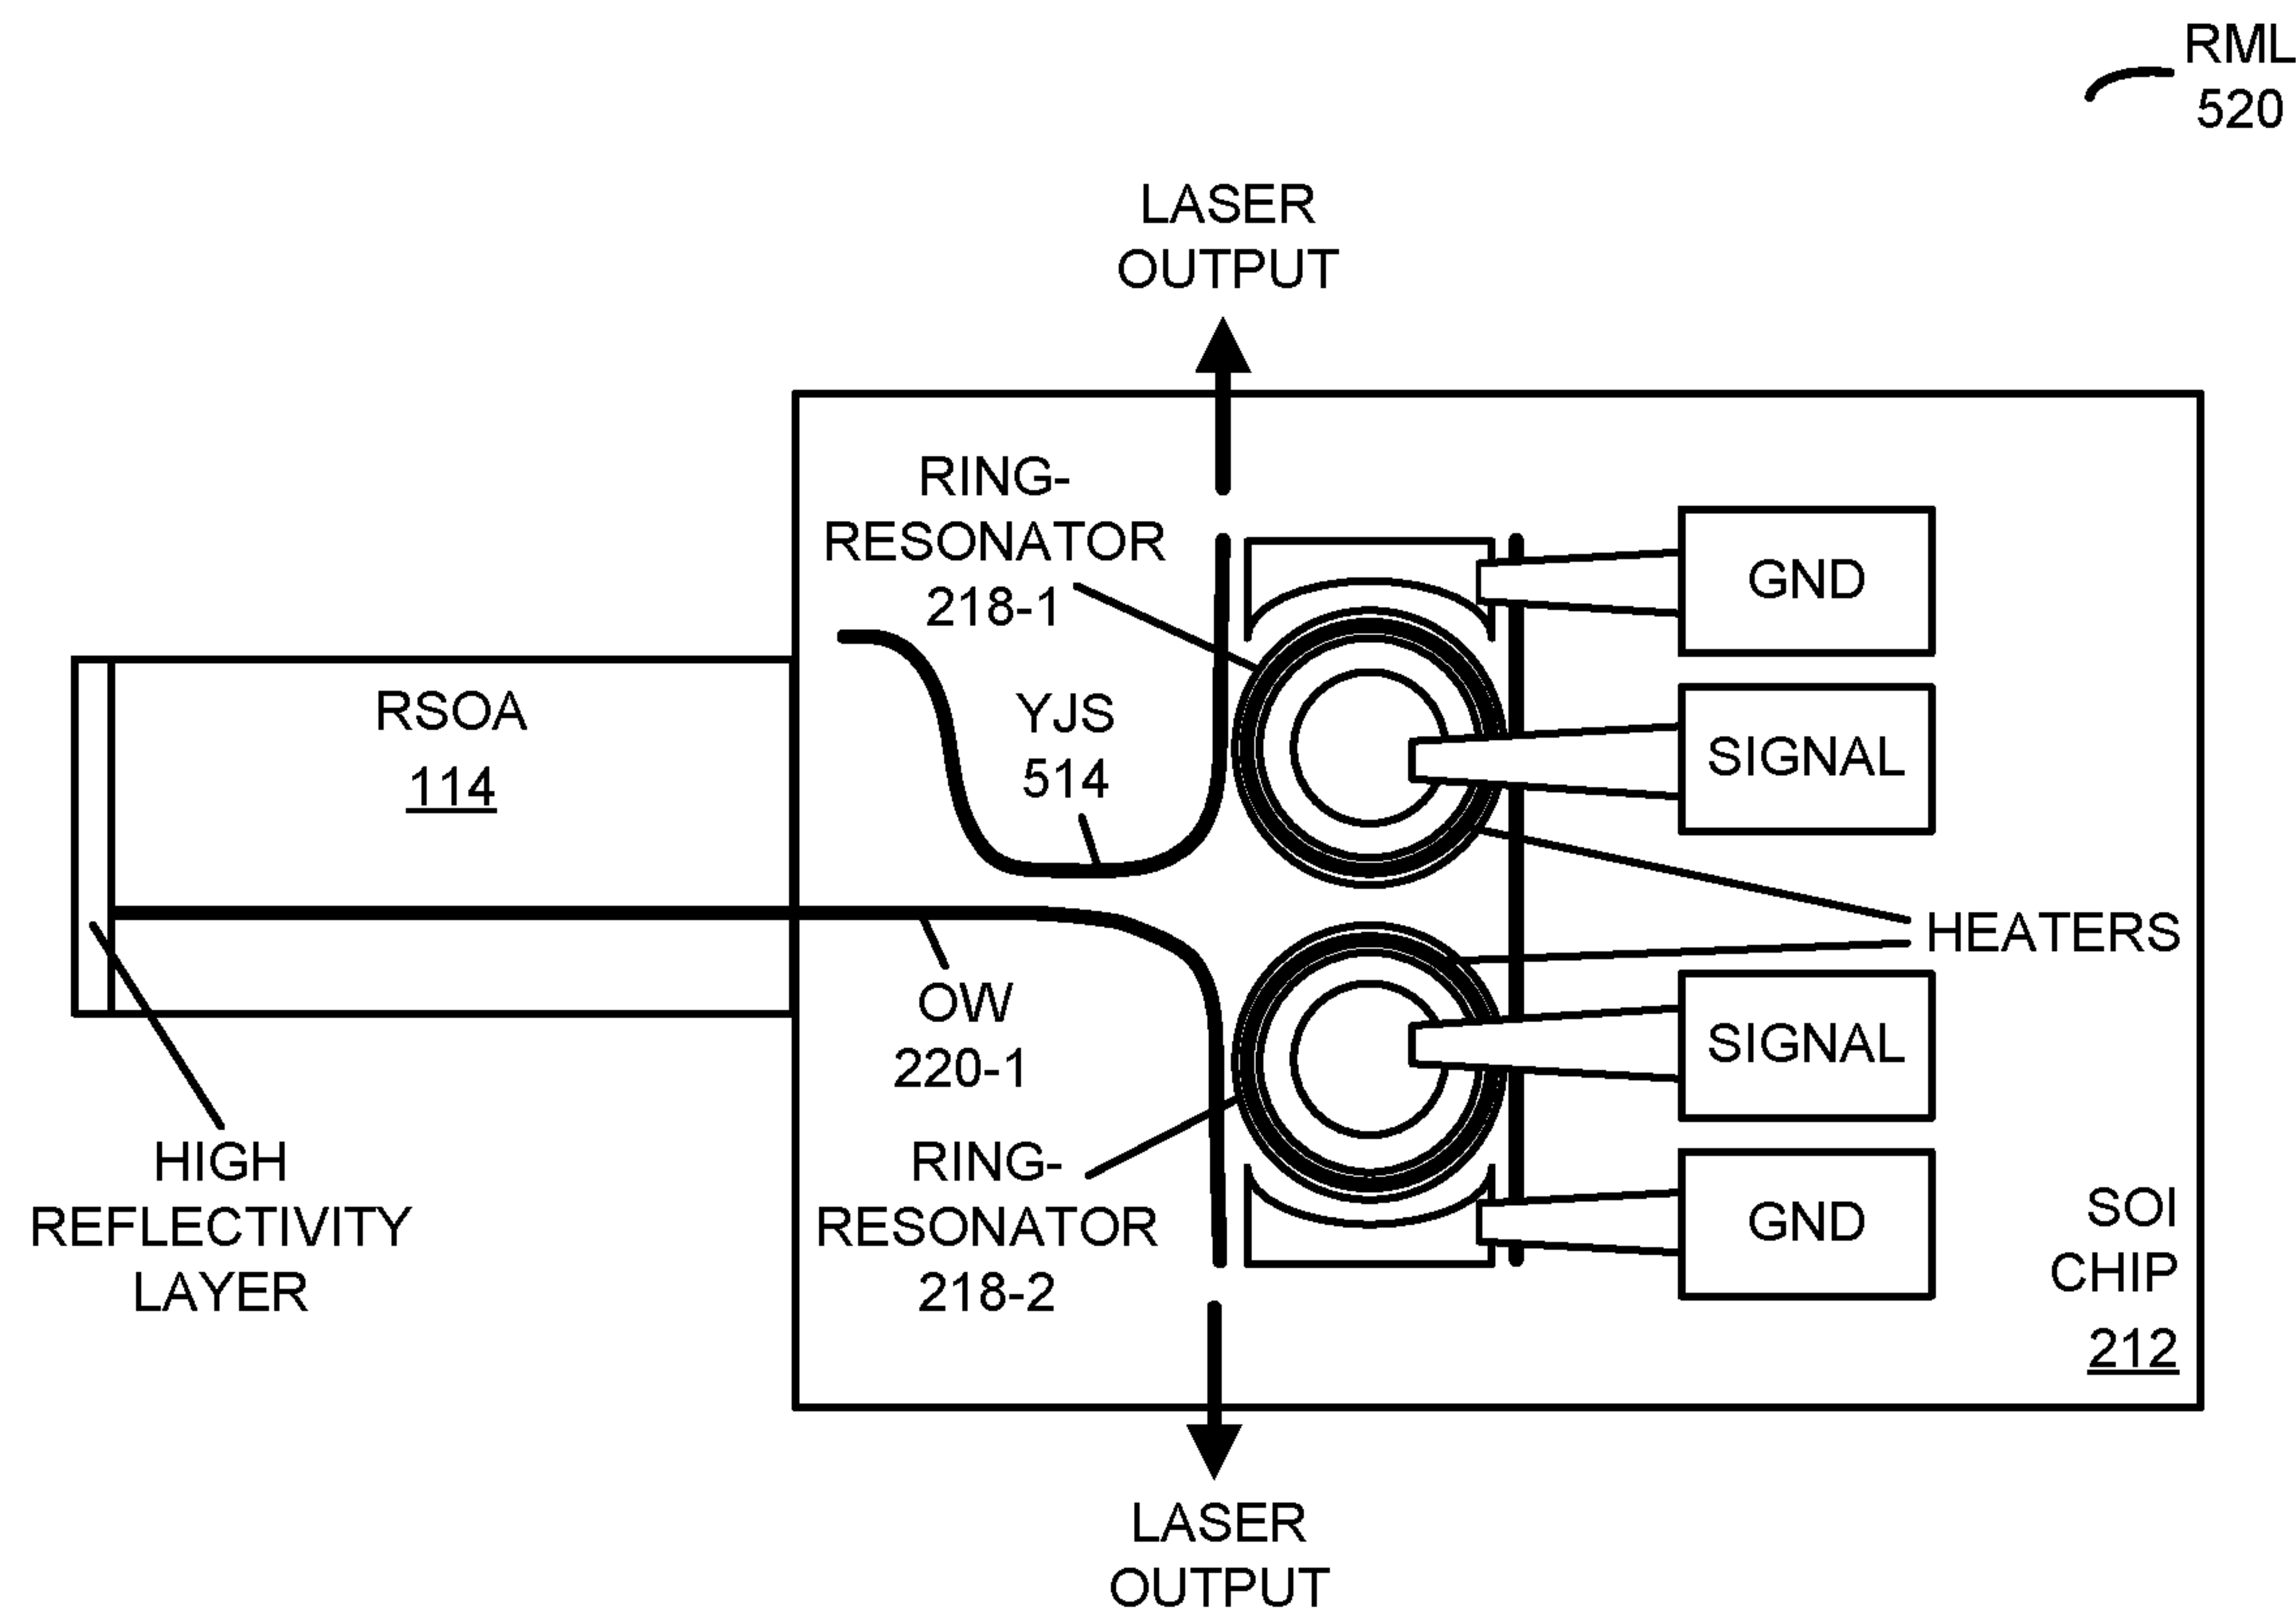 RML
520
LASER
OUTPUT
RING-
RESONATOR
218-1
GND
RSOA
114
YJS
514
SIGNAL
HEATERS
OW
220-1
SIGNAL
HIGH
REFLECTIVITY
LAYER
RING-
RESONATOR
218-2
GND
SOI
CHIP
212
LASER
OUTPUT